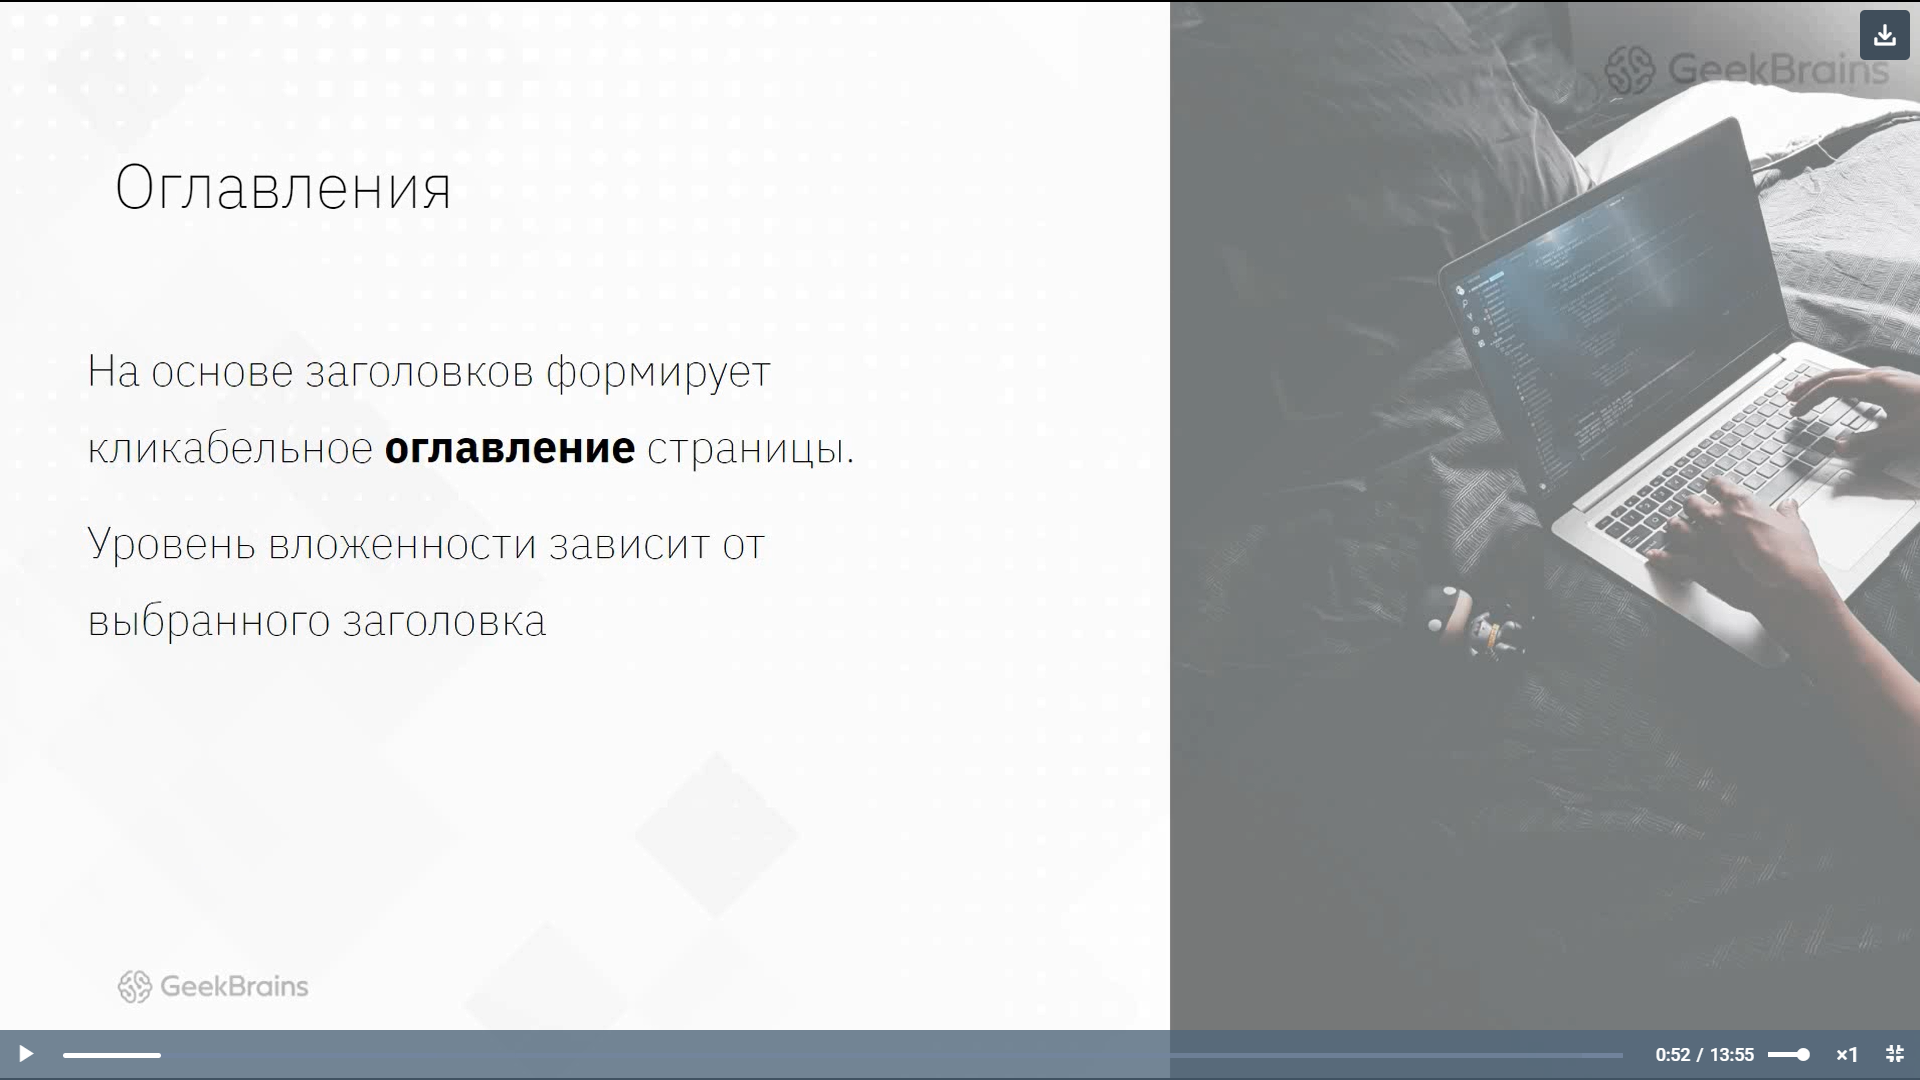 GeekBrains
Оглавления
На основе заголовков формирует
кликабельное оглавление страницы.
Уровень вложенности зависит от
выбранного заголовка
GeekBrains
0:52 / 13:55 ×1